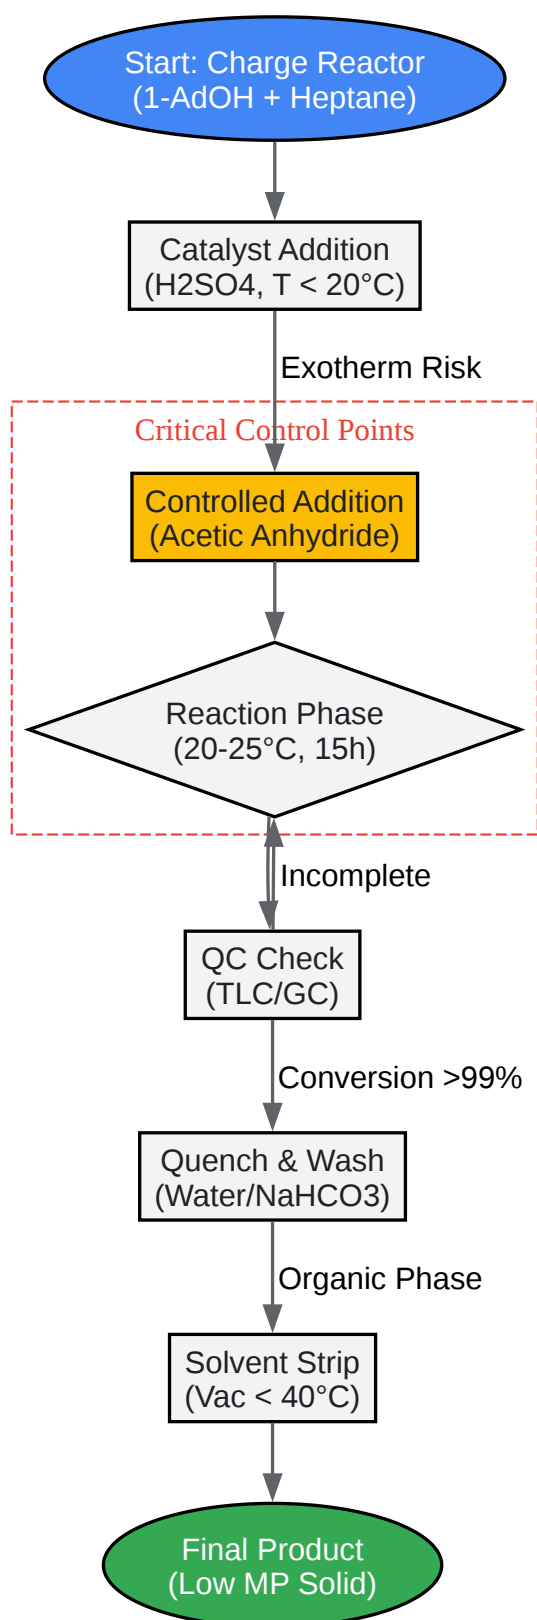 Start: Charge Reactor
(1-AdOH + Heptane)
Catalyst Addition
(H2SO4, T < 20°C)
Exotherm Risk
Critical Control Points
Controlled Addition
(Acetic Anhydride)
Reaction Phase
(20-25°C, 15h)
Incomplete
QC Check
(TLC/GC)
Conversion >99%
Quench & Wash
(Water/NaHCO3)
Organic Phase
Solvent Strip
(Vac < 40°C)
Final Product
(Low MP Solid)